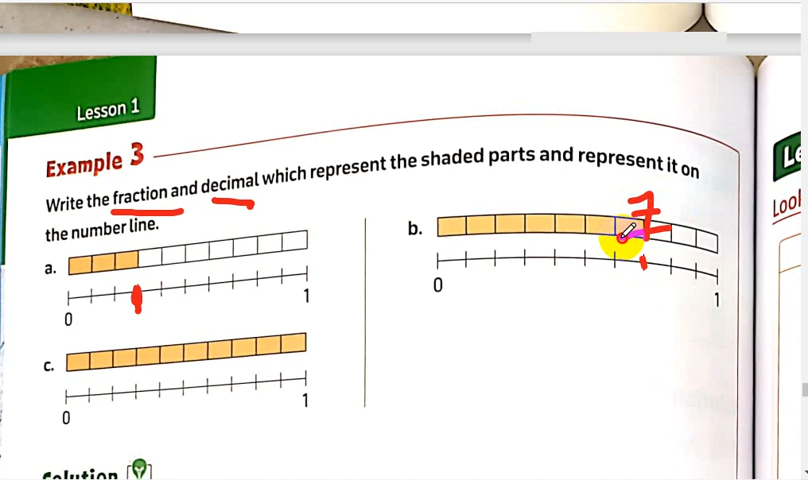 Lesson 1
Example 3
Write the fraction and decimal which represent the shaded parts and represent it on
the number line.
a.
0 1
b.
7
0 1
c.
0 1
Solution
Le
Look